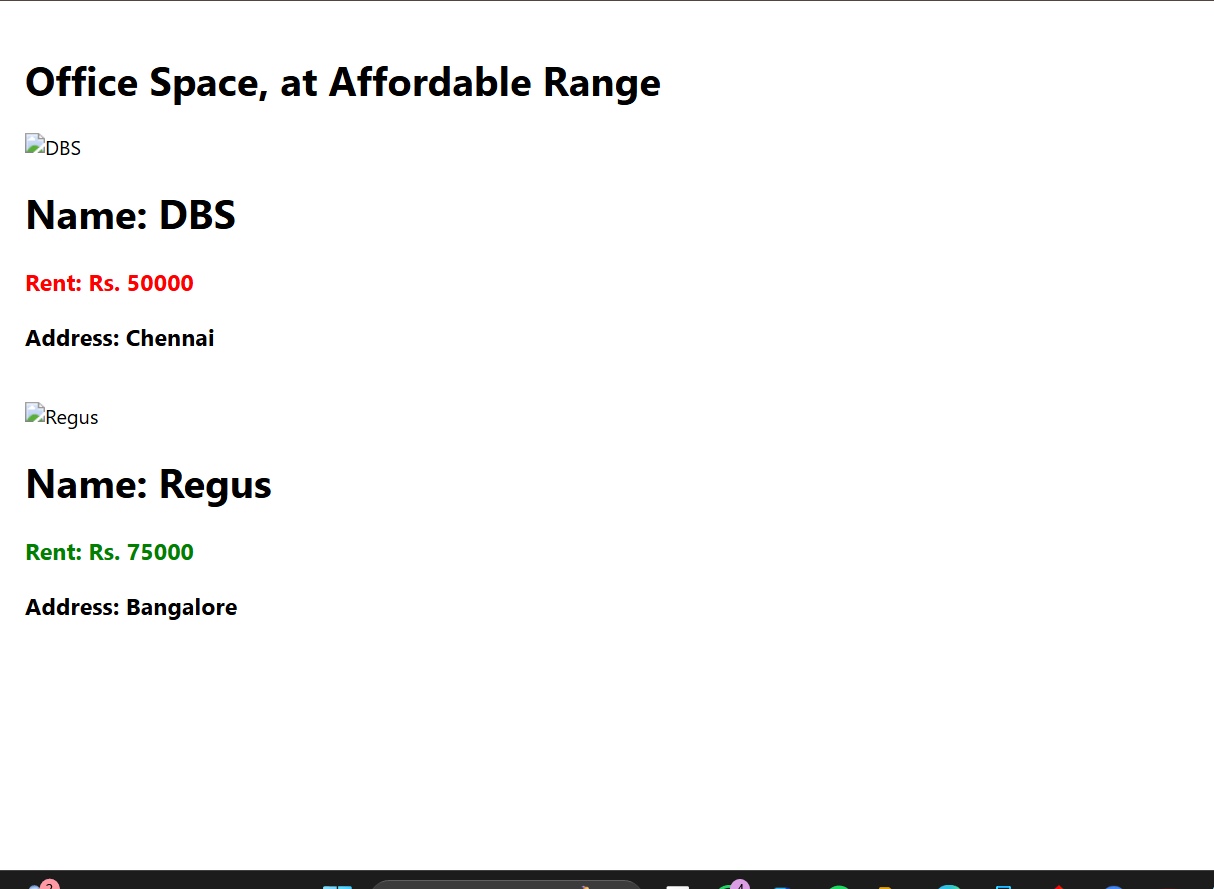 Office Space, at Affordable Range
DBS
Name: DBS
Rent: Rs. 50000
Address: Chennai
Regus
Name: Regus
Rent: Rs. 75000
Address: Bangalore